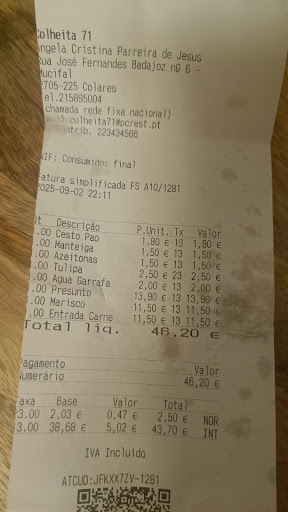 Colheita 71
Angela Cristina Parreira de Jesus
Rua José Fernandes Badajoz nº 6 -
Mucifal
2705-225 Colares
Tel.215895004
chamada rede fixa nacional)
colheita71@pcrest.pt
Contrib. 223434568
NIF: Consumidor final
Fatura simplificada FS A10/1281
2025-09-02 22:11
Qt Descrição P.Unit. Tx Valor
.00 Cesto Pao 1,80 € 13 1,80 €
.00 Manteiga 1,50 € 13 1,50 €
.00 Azeitonas 1,50 € 13 1,50 €
.00 Tulipa 2,50 € 23 2,50 €
.00 Agua Garrafa 2,00 € 13 2,00 €
.00 Presunto 13,90 € 13 13,90 €
.00 Marisco 11,50 € 13 11,50 €
.00 Entrada Carne 11,50 € 13 11,50 €
Total liq. 46,20 €
Pagamento Valor
Numerário 46,20 €
Taxa Base Valor Total
23.00 2,03 € 0,47 € 2,50 € NOR
13.00 38,68 € 5,02 € 43,70 € INT
IVA Incluido
ATCUD:JFKXX7ZV-1281